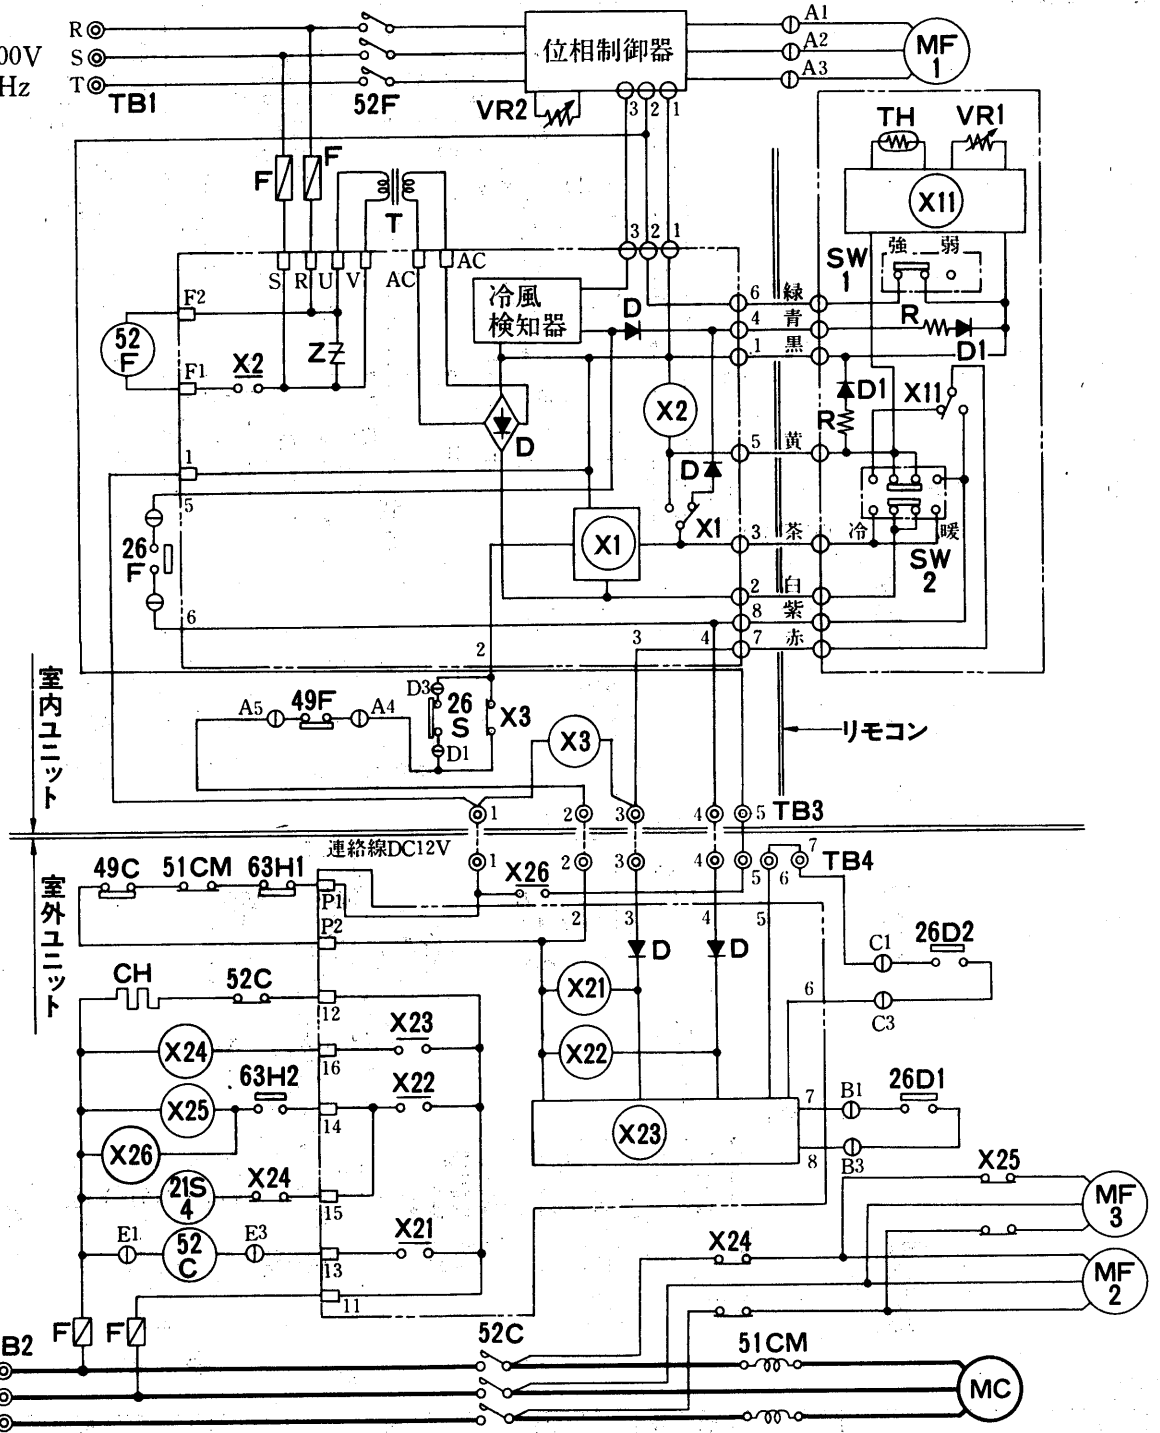 R
00V S
Hz T
TB1
52F
位相制御器
VR2
3 2 1
A1
A2
A3
MF 1
F
F
T
TH
VR1
X11
強 弱
SW 1
S R U V AC AC
3 2 1
冷風
検知器
D
6 緑
4 青
1 黒
R
D1
F2
52 F
F1
X2
Z
D
X2
D
D1
R
X11
5 黄
1
5
26 F
6
X1
X1
3 茶
冷 暖
SW 2
2 白
8 紫
7 赤
2
3
4
室内ユニット
A5
49F
A4
D3
26 S
D1
X3
X3
リモコン
1 2 3 4 5 TB3
連絡線DC12V
室外ユニット
49C
51CM
63H1
1 X26 2 3 4 5 6 7 TB4
P1
P2
2 3 4 5
D
D
C1
26D2
C3
6
CH
52C
12
X21
X22
X23
X24
16
X23
63H2
X25
14
X22
X26
21S 4
X24
15
E1
52 C
E3
13
X21
11
7
B1
26D1
8
B3
X25
MF 3
X24
MF 2
F
F
B2
52C
51CM
MC